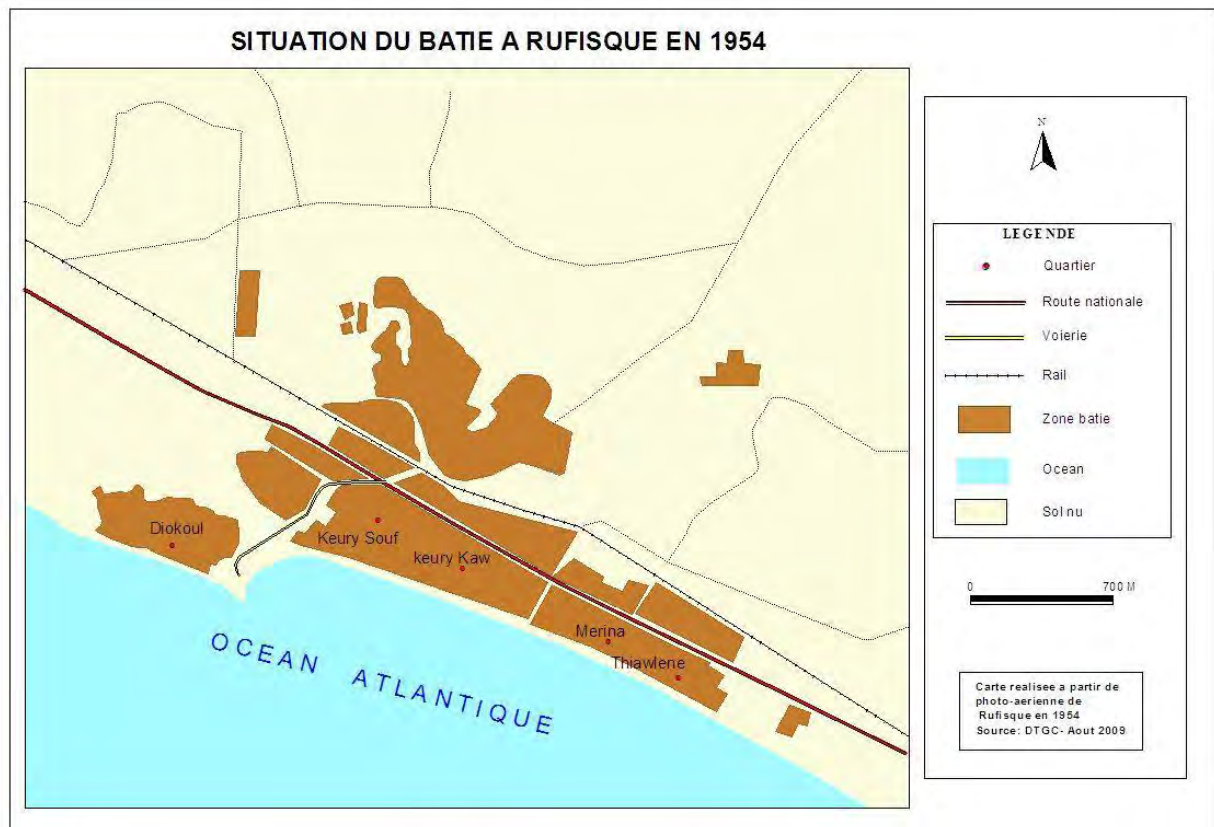 SITUATION DU BATIE A RUFISQUE EN 1954
Diokoul
Keury Souf
keury Kaw
Merina
Thiawlene
OCEAN ATLANTIQUE
N
LEGENDE
Quartier
Route nationale
Voierie
Rail
Zone batie
Ocean
Sol nu
0 700 M
Carte realisee a partir de
photo-aerienne de
Rufisque en 1954
Source: DTGC- Aout 2009